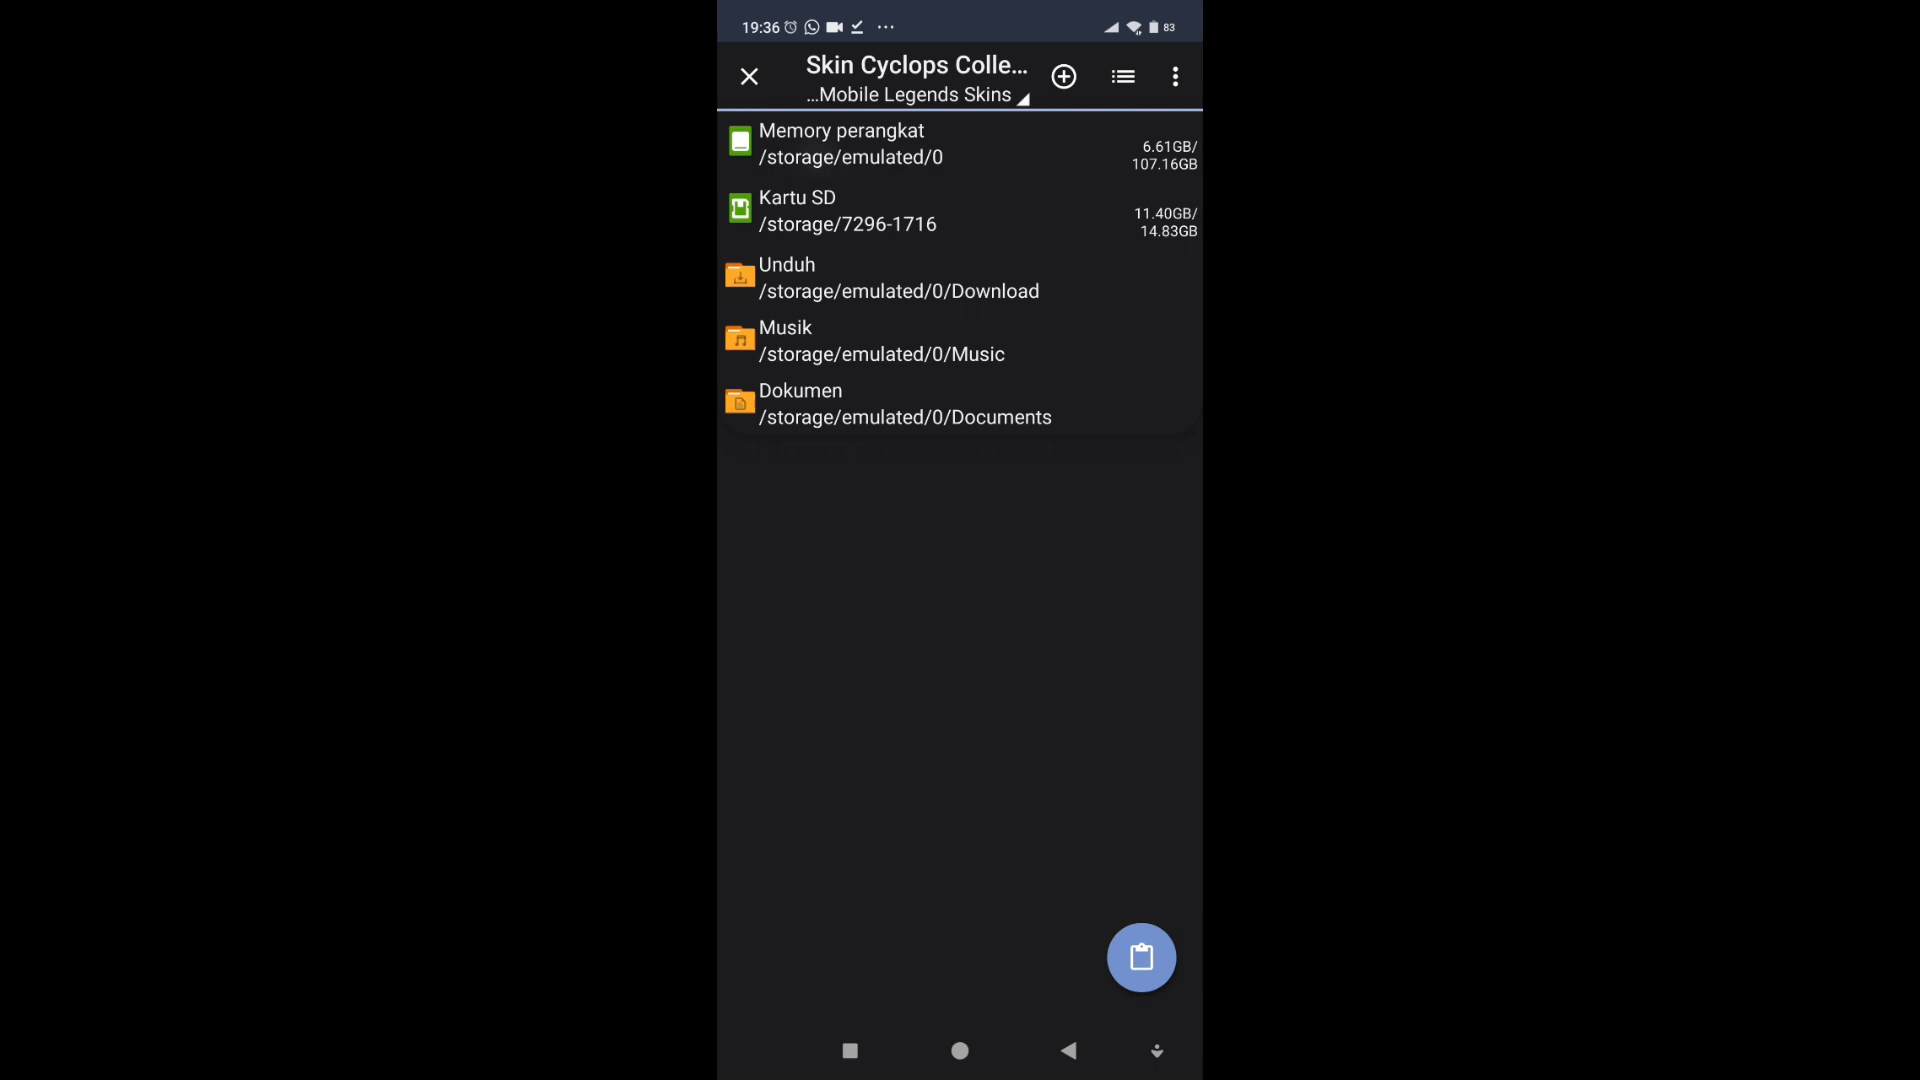 19:36
83
Skin Cyclops Colle...
...Mobile Legends Skins
Memory perangkat
/storage/emulated/0
6.61GB/
107.16GB
Kartu SD
/storage/7296-1716
11.40GB/
14.83GB
Unduh
/storage/emulated/0/Download
Musik
/storage/emulated/0/Music
Dokumen
/storage/emulated/0/Documents